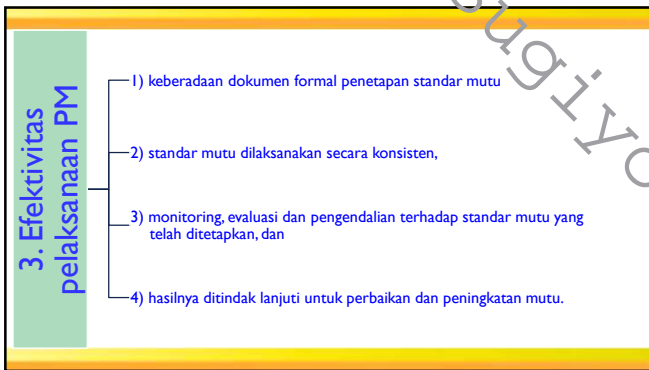 3. Efektivitas
pelaksanaan PM
1) keberadaan dokumen formal penetapan standar mutu
2) standar mutu dilaksanakan secara konsisten,
3) monitoring, evaluasi dan pengendalian terhadap standar mutu yang
telah ditetapkan, dan
4) hasilnya ditindak lanjuti untuk perbaikan dan peningkatan mutu.